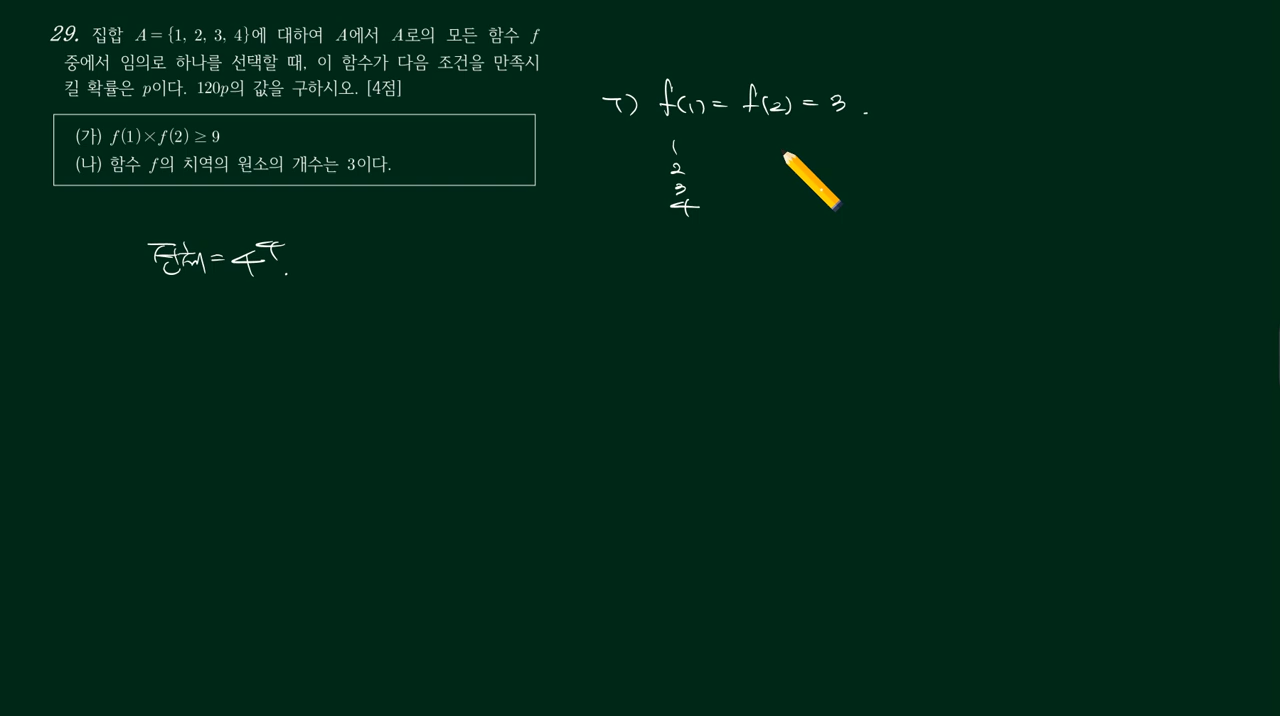 29. 집합 A = {1, 2, 3, 4}에 대하여 A에서 A로의 모든 함수 f
중에서 임의로 하나를 선택할 때, 이 함수가 다음 조건을 만족시
킬 확률은 p이다. 120p의 값을 구하시오. [4점]
(가) f(1)×f(2) ≥ 9
(나) 함수 f의 치역의 원소의 개수는 3이다.
전체 = 4⁴.
ㄱ) f(1) = f(2) = 3.
1
2
3
4